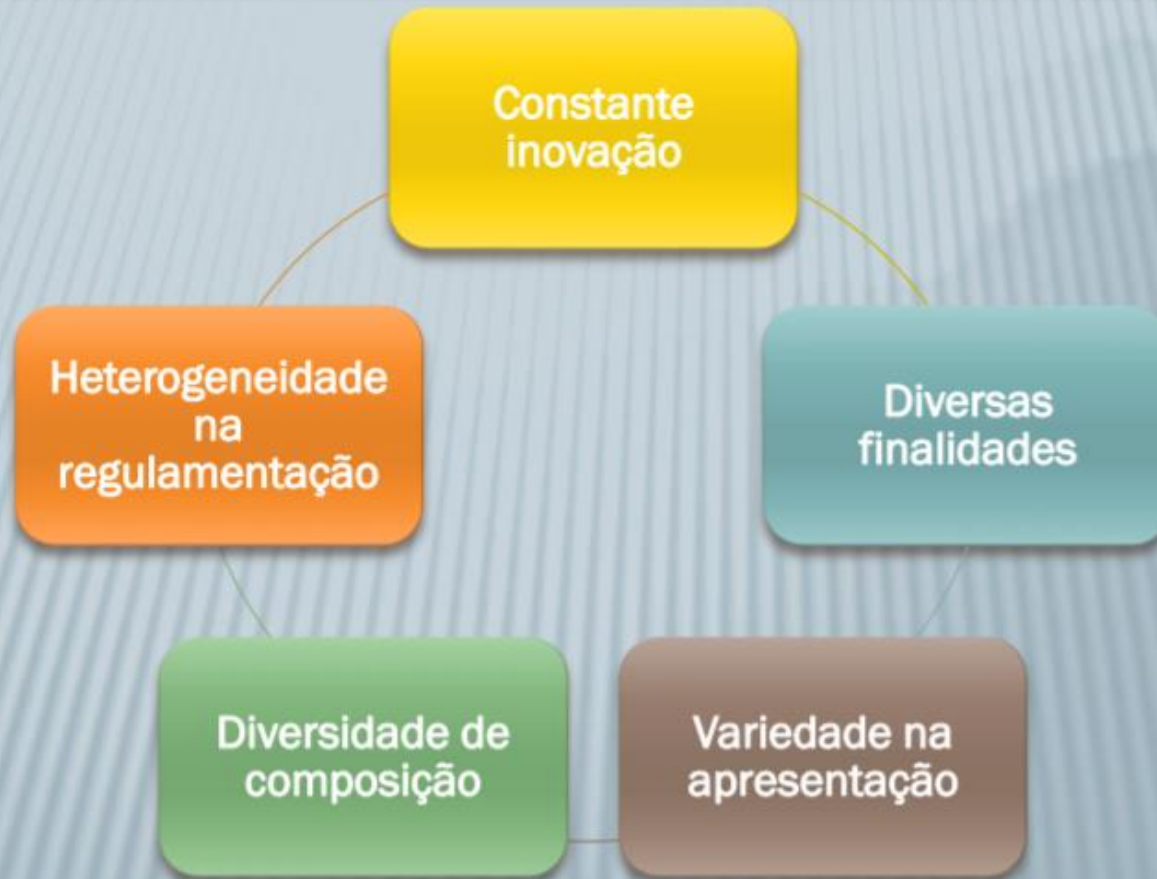 Constante
inovação
Diversas
finalidades
Variedade na
apresentação
Diversidade de
composição
Heterogeneidade
na
regulamentação